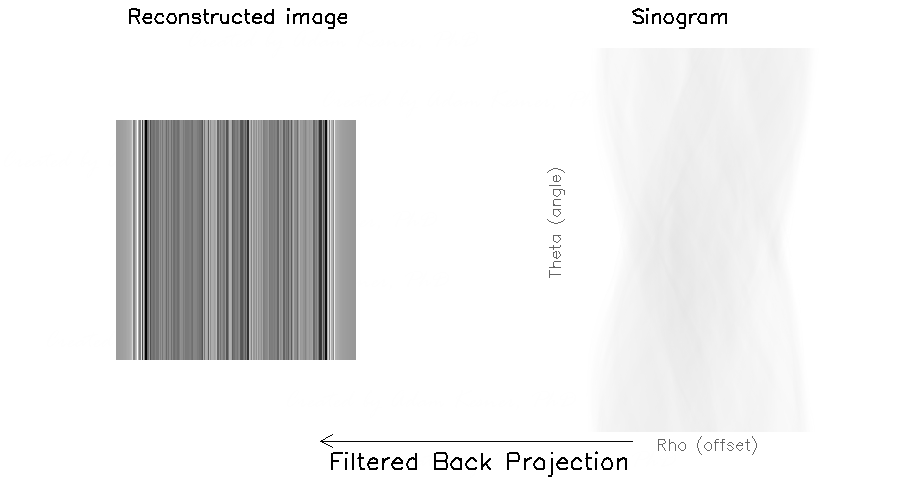 Reconstructed image
Sinogram
Theta (angle)
Rho (offset)
Filtered Back Projection